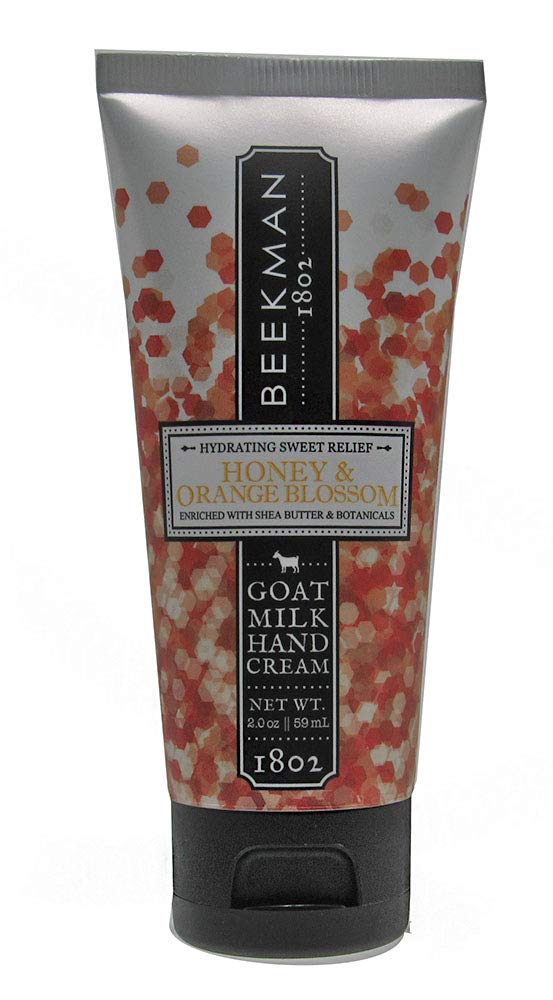 BEEKMAN
1802
HYDRATING SWEET RELIEF
HONEY &
ORANGE BLOSSOM
ENRICHED WITH SHEA BUTTER & BOTANICALS
GOAT
MILK
HAND
CREAM
NET WT.
2.0 oz || 59 mL
1802